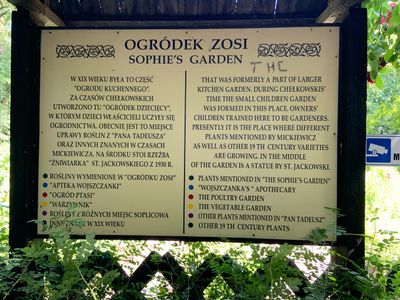 OGRÓDEK ZOSI
SOPHIE'S GARDEN
THE
W XIX WIEKU BYŁA TO CZĘŚĆ
"OGRODU KUCHENNEGO".
ZA CZASÓW CHEŁKOWSKICH
UTWORZONO TU "OGRÓDEK DZIECIĘCY",
W KTÓRYM DZIECI WŁAŚCICIELI UCZYŁY SIĘ
OGRODNICTWA. OBECNIE JEST TO MIEJSCE
UPRAWY ROŚLIN Z "PANA TADEUSZA"
ORAZ INNYCH ZNANYCH W CZASACH
MICKIEWICZA. NA ŚRODKU STOI RZEŹBA
"ŻNIWIARKA" ST. JACKOWSKIEGO Z 1930 R.
ROŚLINY WYMIENIONE W "OGRÓDKU ZOSI"
"APTEKA WOJSZCZANKI"
"OGRÓD PTASI"
"WARZYWNIK"
ROŚLINY Z RÓŻNYCH MIEJSC SOPLICOWA
INNE ZNANE W XIX WIEKU
THAT WAS FORMERLY A PART OF LARGER
KITCHEN GARDEN. DURING CHEŁKOWSKIS'
TIME THE SMALL CHILDREN GARDEN
WAS FORMED IN THIS PLACE. OWNERS'
CHILDREN TRAINED HERE TO BE GARDENERS.
PRESENTLY IT IS THE PLACE WHERE DIFFERENT
PLANTS MENTIONED BY MICKIEWICZ
AS WELL AS OTHER 19 TH CENTURY VARIETIES
ARE GROWING. IN THE MIDDLE
OF THE GARDEN IS A STATUE BY ST. JACKOWSKI.
PLANTS MENTIONED IN "THE SOPHIE'S GARDEN"
"WOJSZCZANKA'S" APOTHECARY
THE POULTRY GARDEN
THE VEGETABLE GARDEN
OTHER PLANTS MENTIONED IN "PAN TADEUSZ"
OTHER 19 TH CENTURY PLANTS